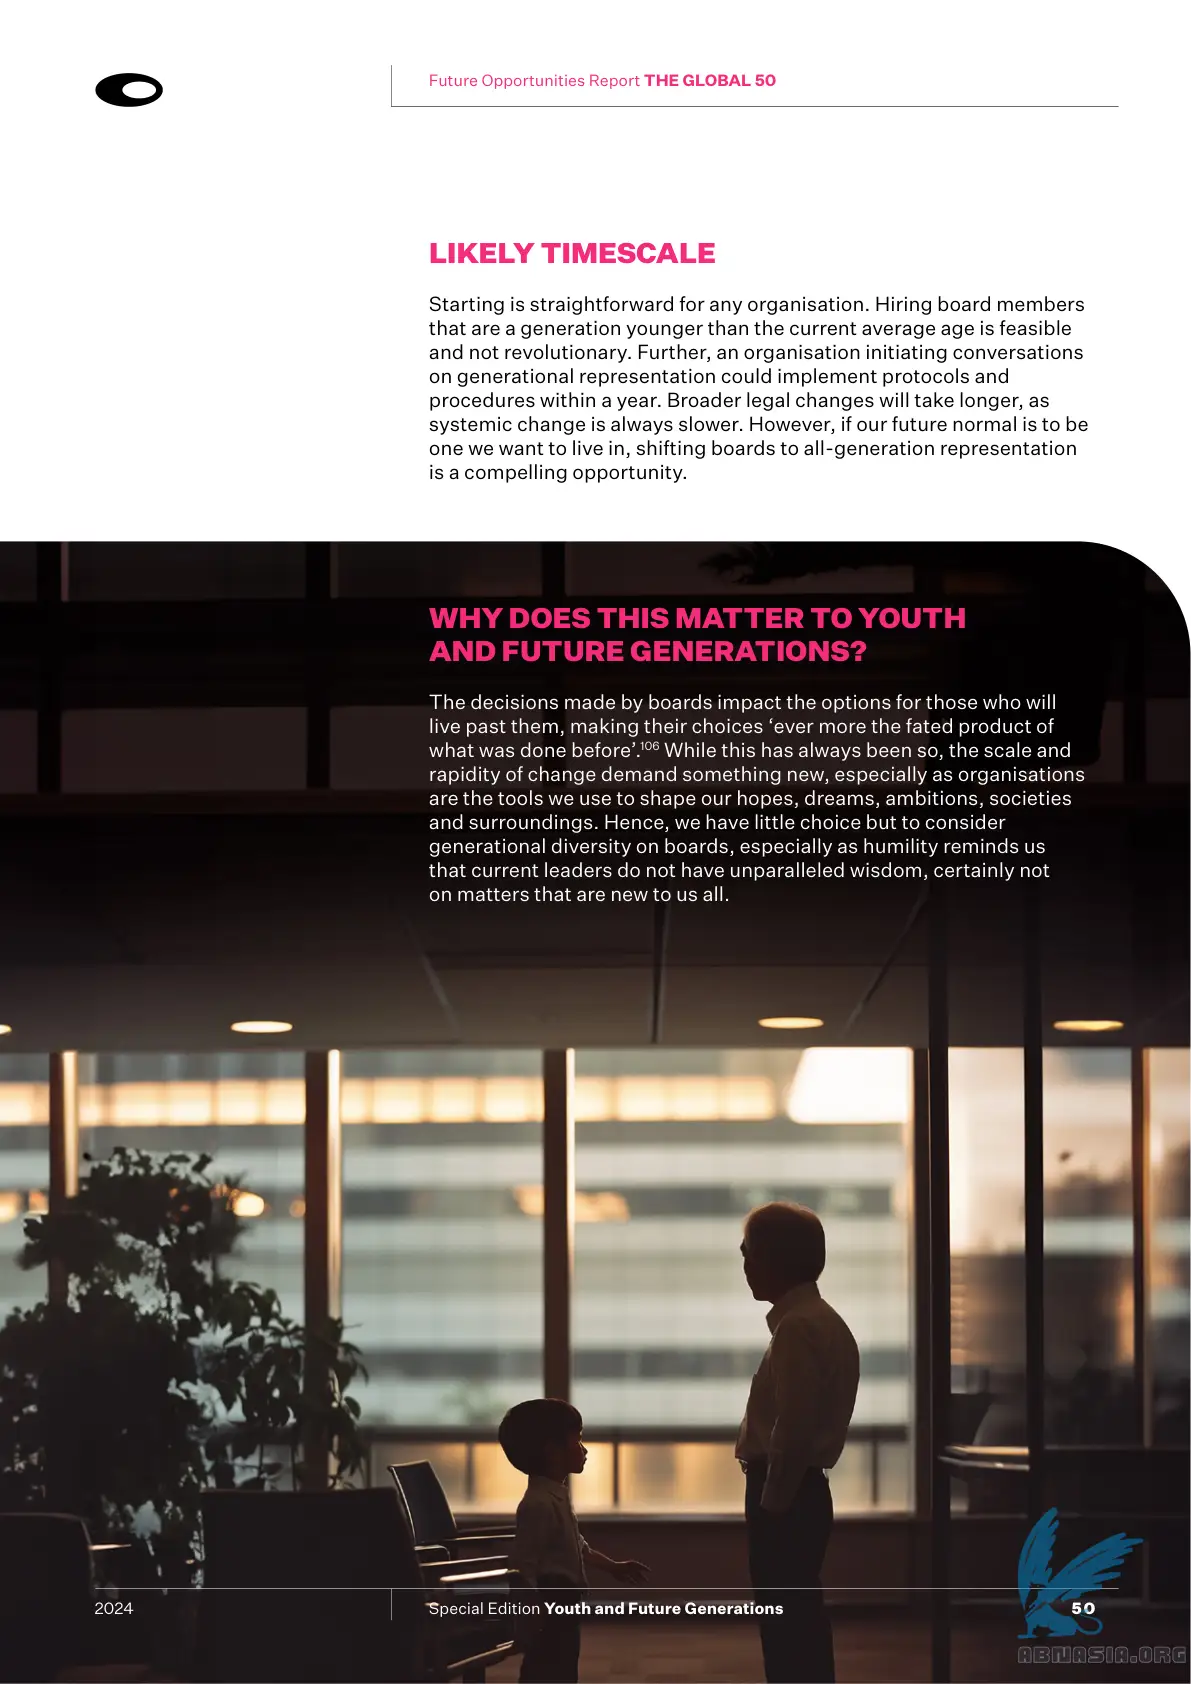 Future Opportunities Report THE GLOBAL 50
LIKELY TIMESCALE
Starting is straightforward for any organisation. Hiring board members
that are a generation younger than the current average age is feasible
and not revolutionary. Further, an organisation initiating conversations
on generational representation could implement protocols and
procedures within a year. Broader legal changes will take longer, as
systemic change is always slower. However, if our future normal is to be
one we want to live in, shifting boards to all-generation representation
is a compelling opportunity.
WHY DOES THIS MATTER TO YOUTH
AND FUTURE GENERATIONS?
The decisions made by boards impact the options for those who will
live past them, making their choices ‘ever more the fated product of
what was done before’.106 While this has always been so, the scale and
rapidity of change demand something new, especially as organisations
are the tools we use to shape our hopes, dreams, ambitions, societies
and surroundings. Hence, we have little choice but to consider
generational diversity on boards, especially as humility reminds us
that current leaders do not have unparalleled wisdom, certainly not
on matters that are new to us all.
2024
Special Edition Youth and Future Generations
50
ABNASIA.ORG